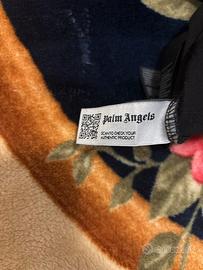 Palm Angels
SCAN TO CHECK YOUR
AUTHENTIC PRODUCT